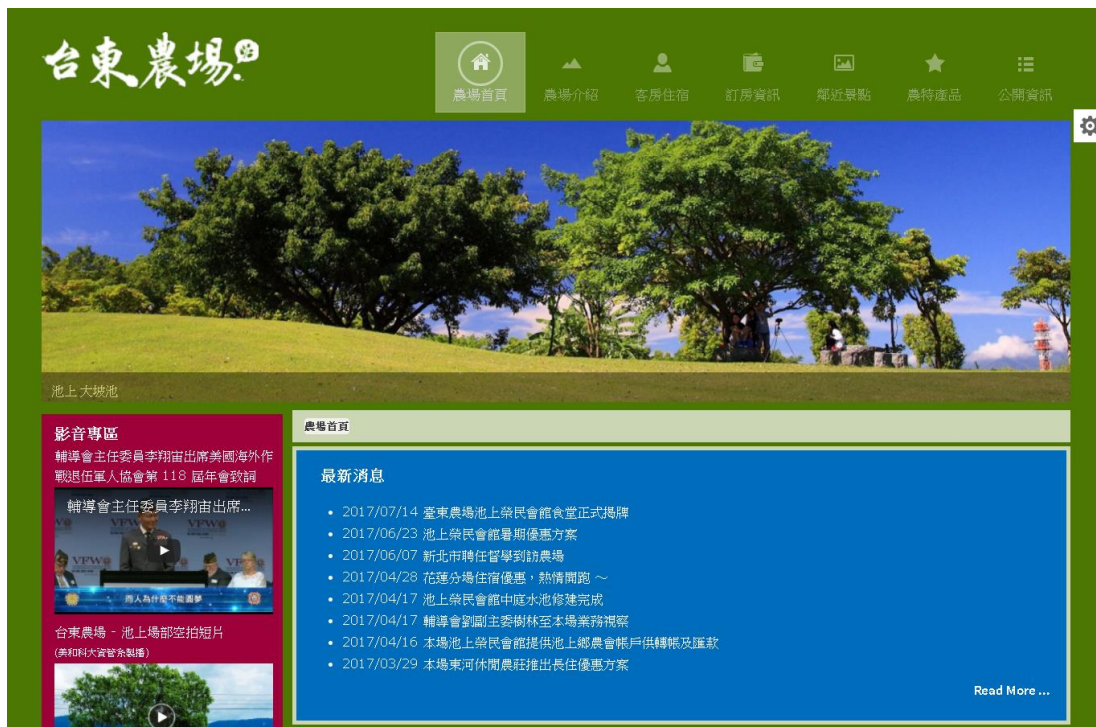 台東農場
農場首頁
農場介紹
客房住宿
訂房資訊
鄰近景點
農特產品
公開資訊
池上大坡池
影音專區
輔導會主任委員李翔宙出席美國海外作
戰退伍軍人協會第 118 屆年會致詞
輔導會主任委員李翔宙出席...
VFW
而人為什麼不能圓夢
台東農場 - 池上場部空拍短片
(美和科大資管系製播)
農場首頁
最新消息
2017/07/14 臺東農場池上榮民會館食堂正式揭牌
2017/06/23 池上榮民會館暑期優惠方案
2017/06/07 新北市聘任督學到訪農場
2017/04/28 花蓮分場住宿優惠，熱情開跑 ～
2017/04/17 池上榮民會館中庭水池修建完成
2017/04/17 輔導會劉副主委樹林至本場業務視察
2017/04/16 本場池上榮民會館提供池上鄉農會帳戶供轉帳及匯款
2017/03/29 本場東河休閒農莊推出長住優惠方案
Read More ...